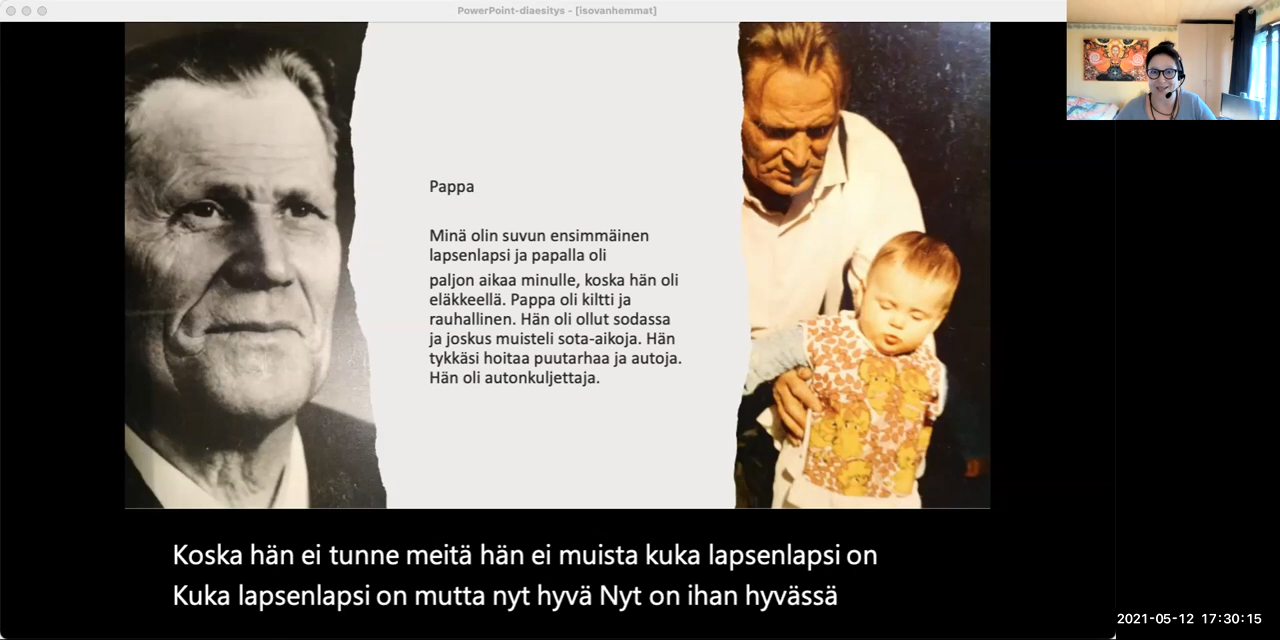 PowerPoint-diaesitys - [isovanhemmat]
Pappa
Minä olin suvun ensimmäinen
lapsenlapsi ja papalla oli
paljon aikaa minulle, koska hän oli
eläkkeellä. Pappa oli kiltti ja
rauhallinen. Hän oli ollut sodassa
ja joskus muisteli sota-aikoja. Hän
tykkäsi hoitaa puutarhaa ja autoja.
Hän oli autonkuljettaja.
Koska hän ei tunne meitä hän ei muista kuka lapsenlapsi on
Kuka lapsenlapsi on mutta nyt hyvä Nyt on ihan hyvässä
2021-05-12 17:30:15